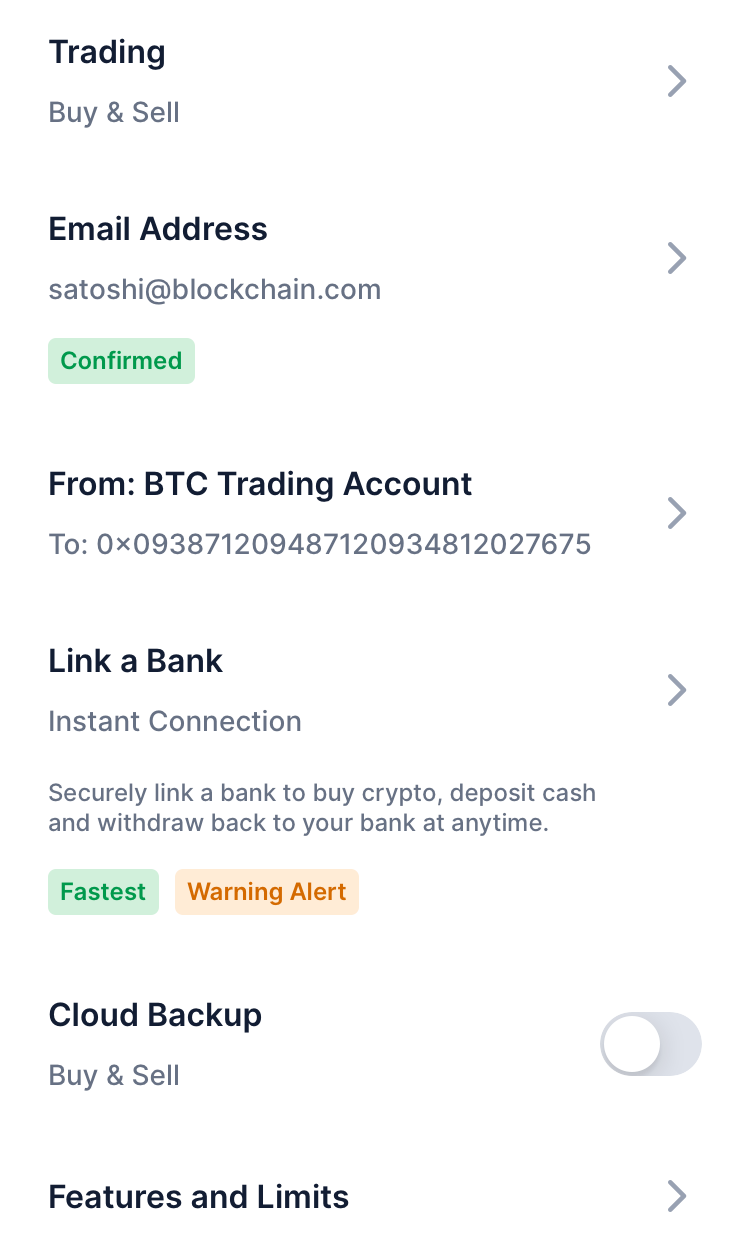 Trading
Buy & Sell
Email Address
satoshi@blockchain.com
Confirmed
From: BTC Trading Account
To: 0x093871209487120934812027675
Link a Bank
Instant Connection
Securely link a bank to buy crypto, deposit cash
and withdraw back to your bank at anytime.
Fastest Warning Alert
Cloud Backup
Buy & Sell
Features and Limits